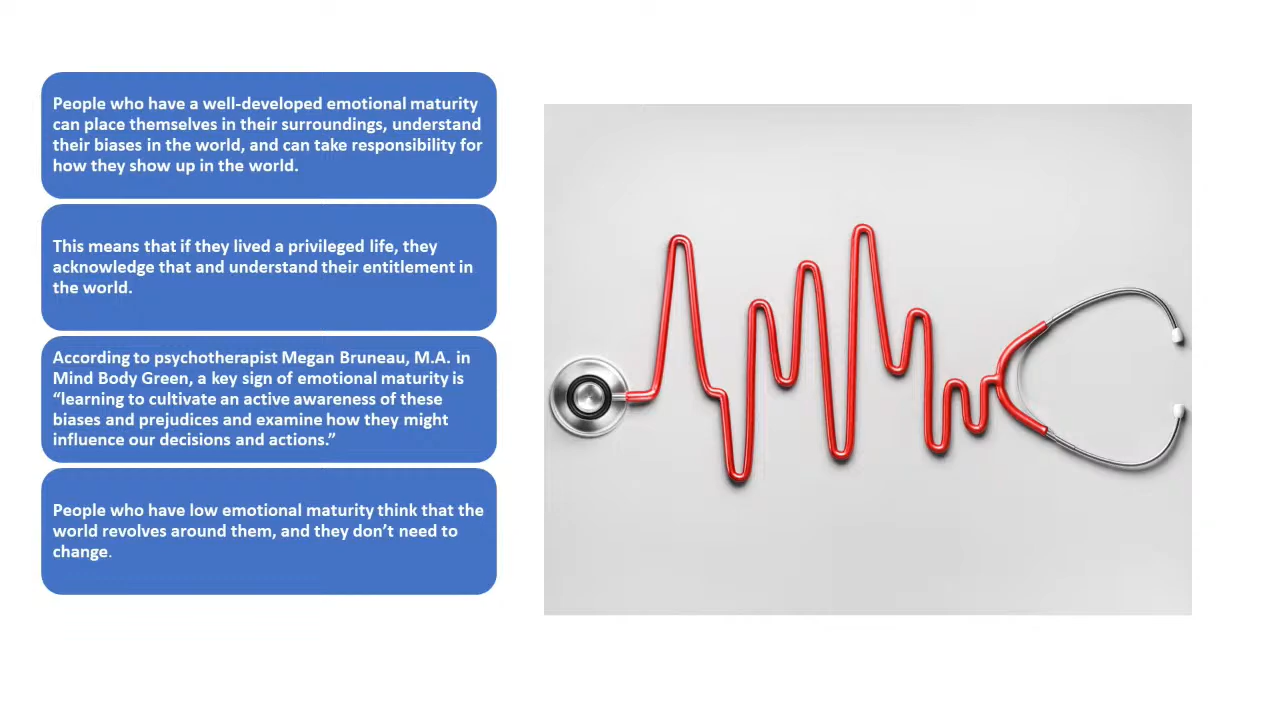 People who have a well-developed emotional maturity
can place themselves in their surroundings, understand
their biases in the world, and can take responsibility for
how they show up in the world.
This means that if they lived a privileged life, they
acknowledge that and understand their entitlement in
the world.
According to psychotherapist Megan Bruneau, M.A. in
Mind Body Green, a key sign of emotional maturity is
“learning to cultivate an active awareness of these
biases and prejudices and examine how they might
influence our decisions and actions.”
People who have low emotional maturity think that the
world revolves around them, and they don’t need to
change.